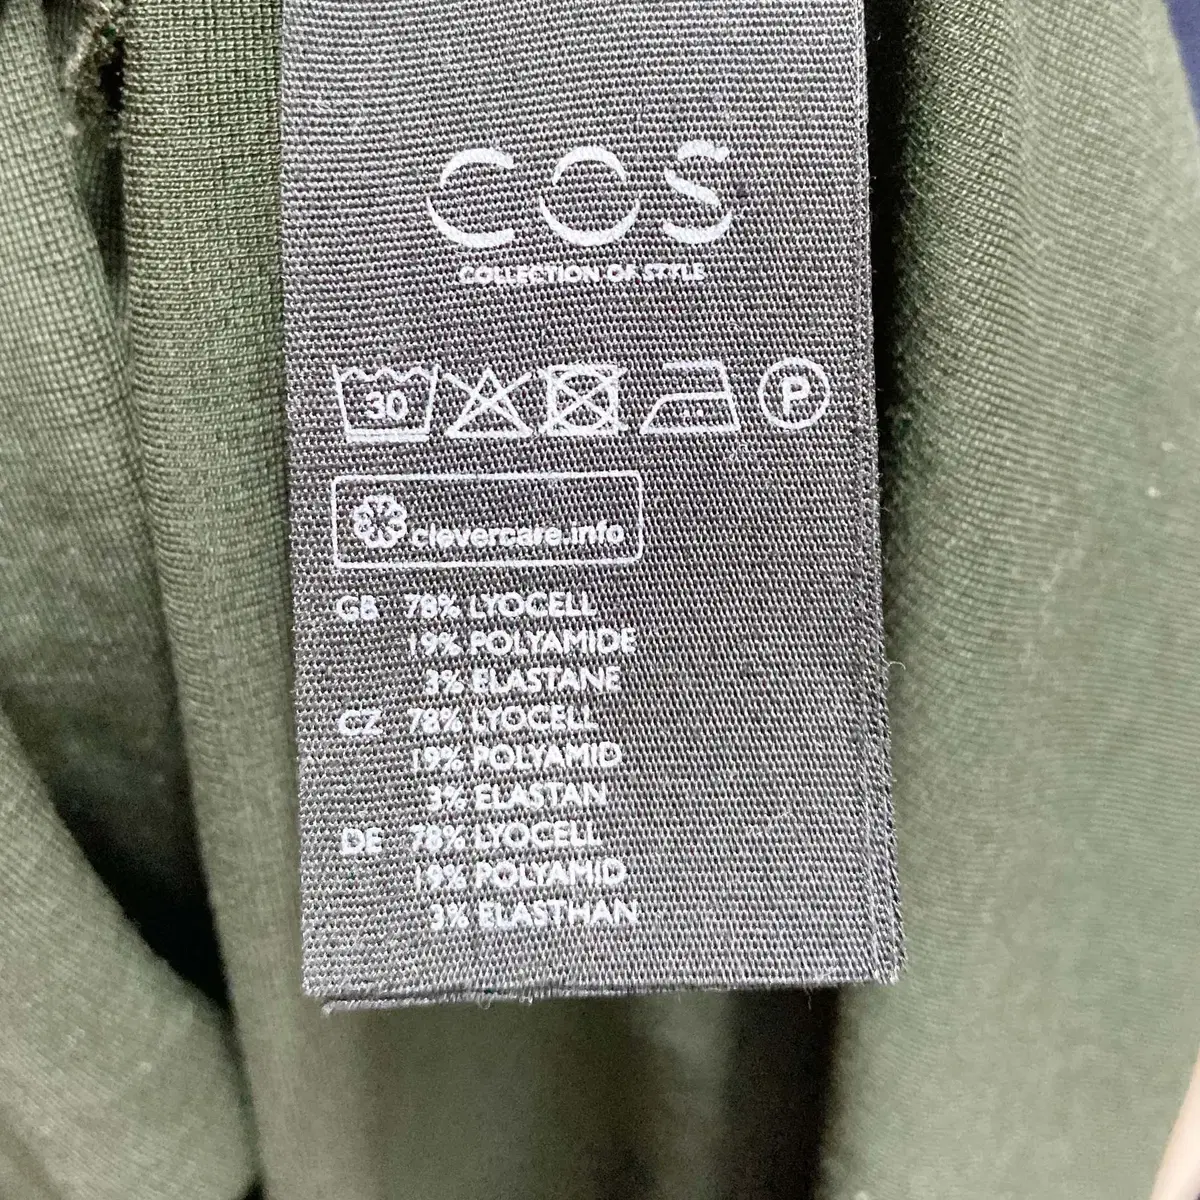 COS
COLLECTION OF STYLE
30 P
clevercare.info
GB 78% LYOCELL
19% POLYAMIDE
3% ELASTANE
CZ 78% LYOCELL
19% POLYAMID
3% ELASTAN
DE 78% LYOCELL
19% POLYAMID
3% ELASTHAN